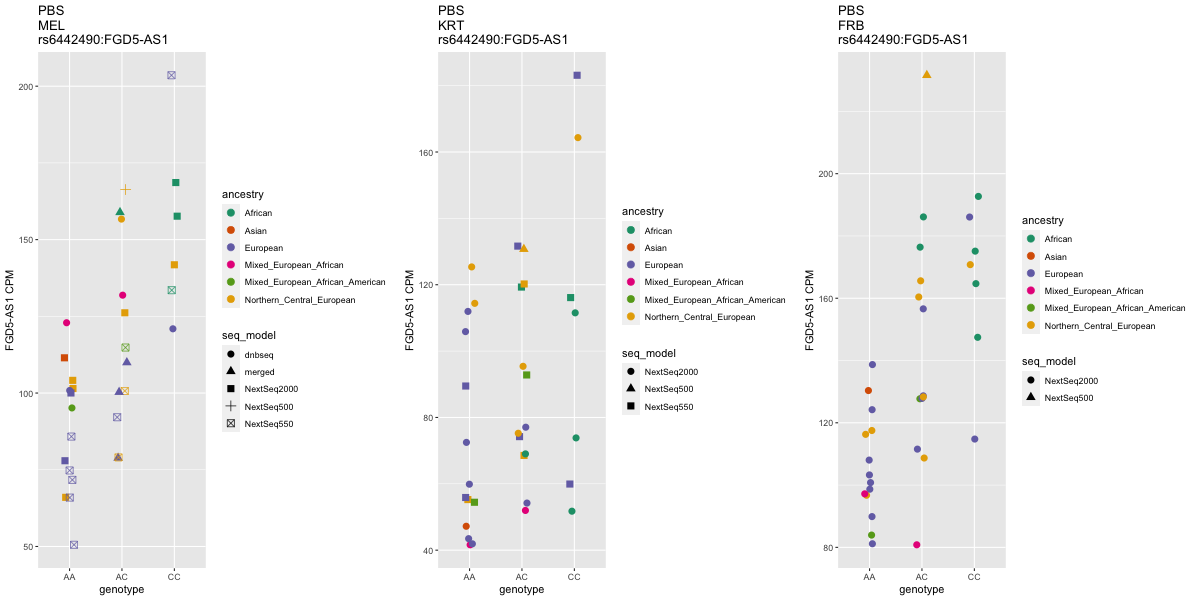 PBS
MEL
rs6442490:FGD5-AS1
FGD5-AS1 CPM
200
150
100
50
AA
AC
CC
genotype
ancestry
African
Asian
European
Mixed_European_African
Mixed_European_African_American
Northern_Central_European
seq_model
dnbseq
merged
NextSeq2000
NextSeq500
NextSeq550
PBS
KRT
rs6442490:FGD5-AS1
FGD5-AS1 CPM
160
120
80
40
AA
AC
CC
genotype
ancestry
African
Asian
European
Mixed_European_African
Mixed_European_African_American
Northern_Central_European
seq_model
NextSeq2000
NextSeq500
NextSeq550
PBS
FRB
rs6442490:FGD5-AS1
FGD5-AS1 CPM
200
160
120
80
AA
AC
CC
genotype
ancestry
African
Asian
European
Mixed_European_African
Mixed_European_African_American
Northern_Central_European
seq_model
NextSeq2000
NextSeq500